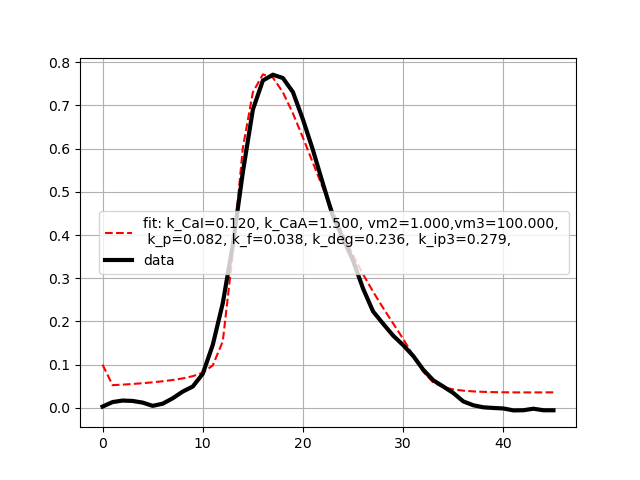 0.8
0.7
0.6
0.5
0.4
0.3
0.2
0.1
0.0
fit: k_CaI=0.120, k_CaA=1.500, vm2=1.000,vm3=100.000,
k_p=0.082, k_f=0.038, k_deg=0.236, k_ip3=0.279,
data
0 10 20 30 40